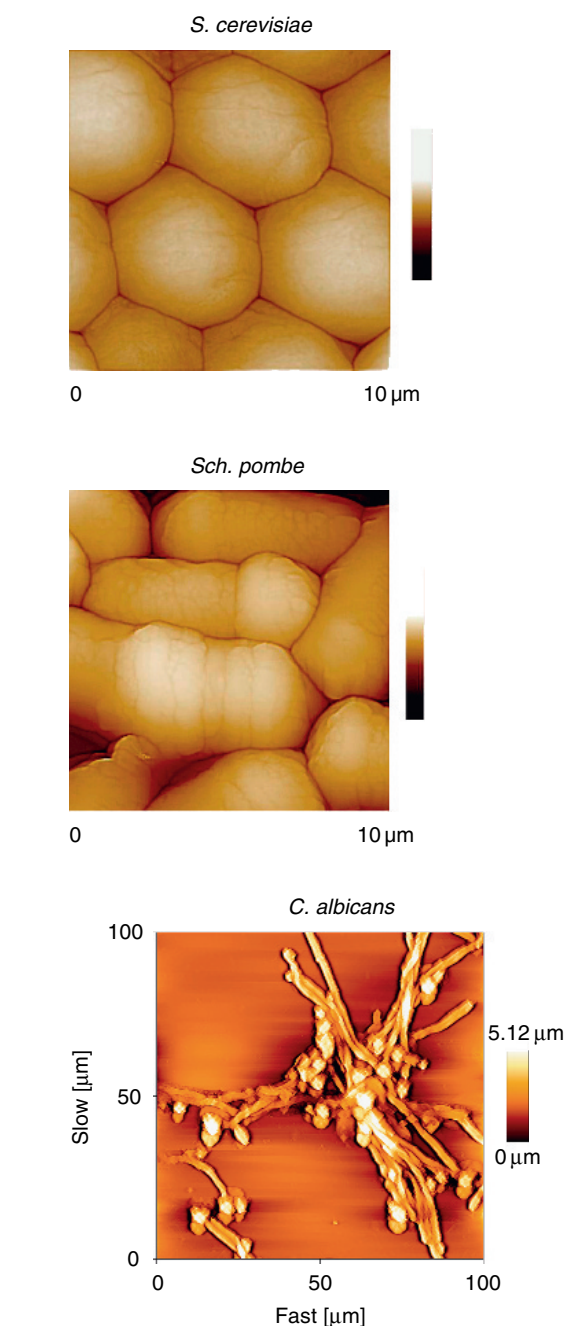 S. cerevisiae
0 10 µm
Sch. pombe
0 10 µm
C. albicans
100
5.12 µm
Slow [µm]
50
0 µm
0
0 50 100
Fast [µm]